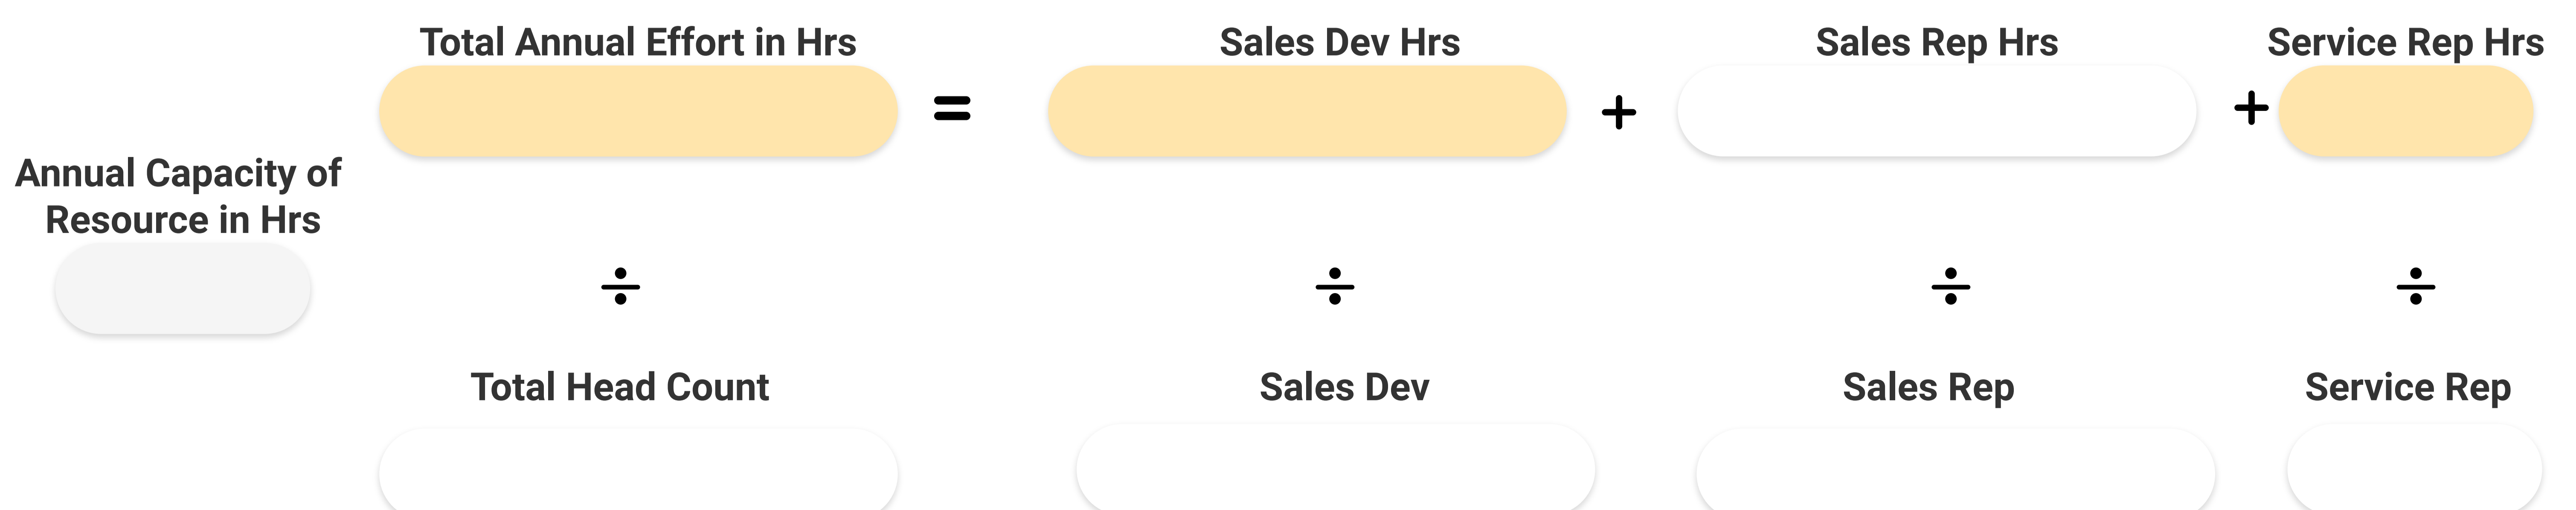 Total Annual Effort in Hrs
Sales Dev Hrs
Sales Rep Hrs
Service Rep Hrs
=
+
+
Annual Capacity of
Resource in Hrs
÷
÷
÷
÷
Total Head Count
Sales Dev
Sales Rep
Service Rep